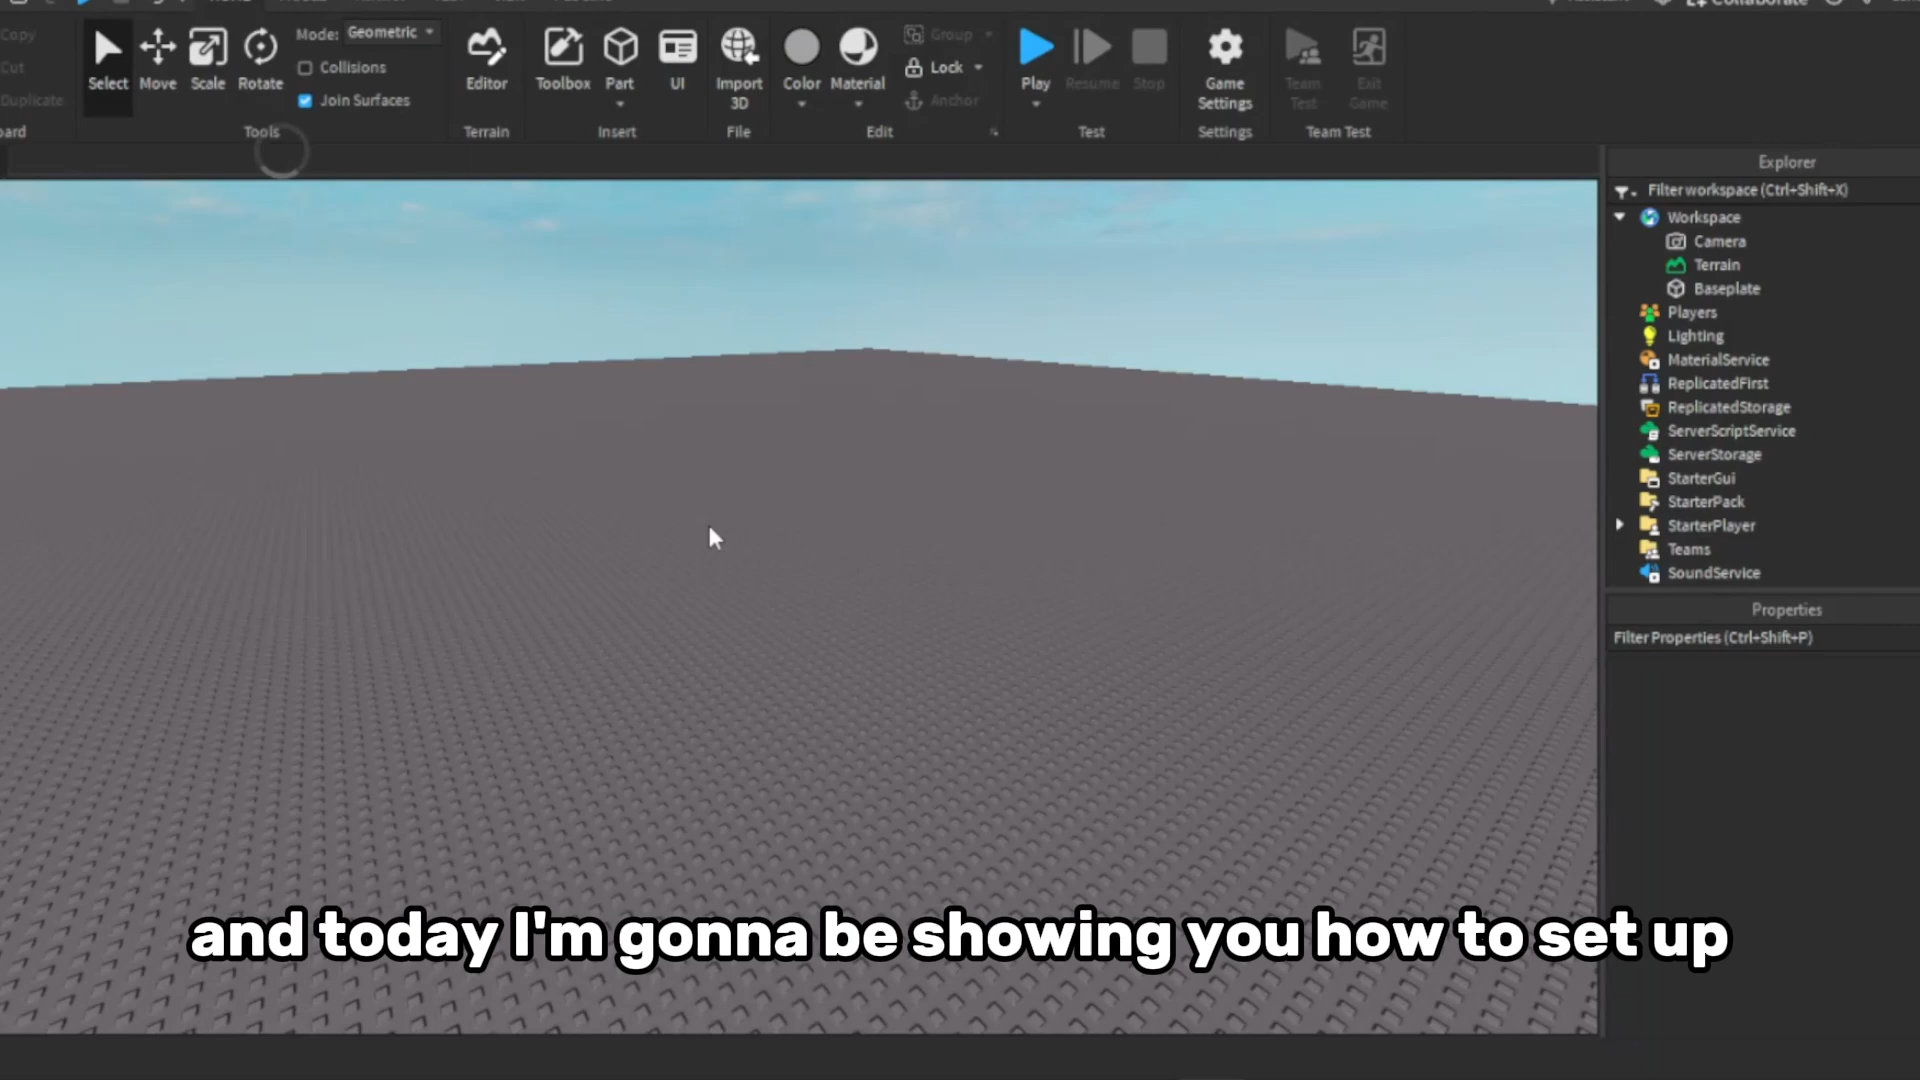 Collaborate
Copy
Cut
Duplicate
Select
Move
Scale
Rotate
Mode: Geometric
Collisions
Join Surfaces
Tools
Editor
Terrain
Toolbox
Part
UI
Insert
Import
3D
File
Color
Material
Group
Lock
Anchor
Edit
Play
Resume
Stop
Test
Game
Settings
Settings
Team
Test
Exit
Game
Team Test
Explorer
Filter workspace (Ctrl+Shift+X)
Workspace
Camera
Terrain
Baseplate
Players
Lighting
MaterialService
ReplicatedFirst
ReplicatedStorage
ServerScriptService
ServerStorage
StarterGui
StarterPack
StarterPlayer
Teams
SoundService
Properties
Filter Properties (Ctrl+Shift+P)
and today I'm gonna be showing you how to set up